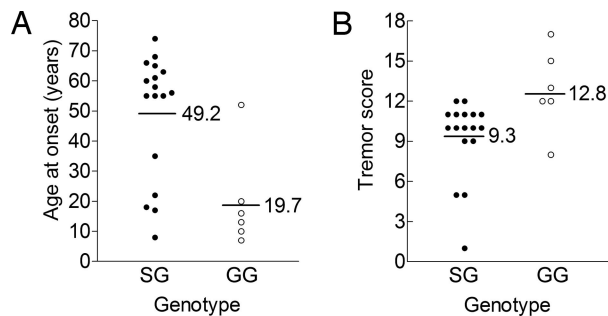 A
Age at onset (years)
80
70
60
50
40
30
20
10
0
49.2
19.7
SG GG
Genotype
B
Tremor score
18
15
12
9
6
3
0
9.3
12.8
SG GG
Genotype